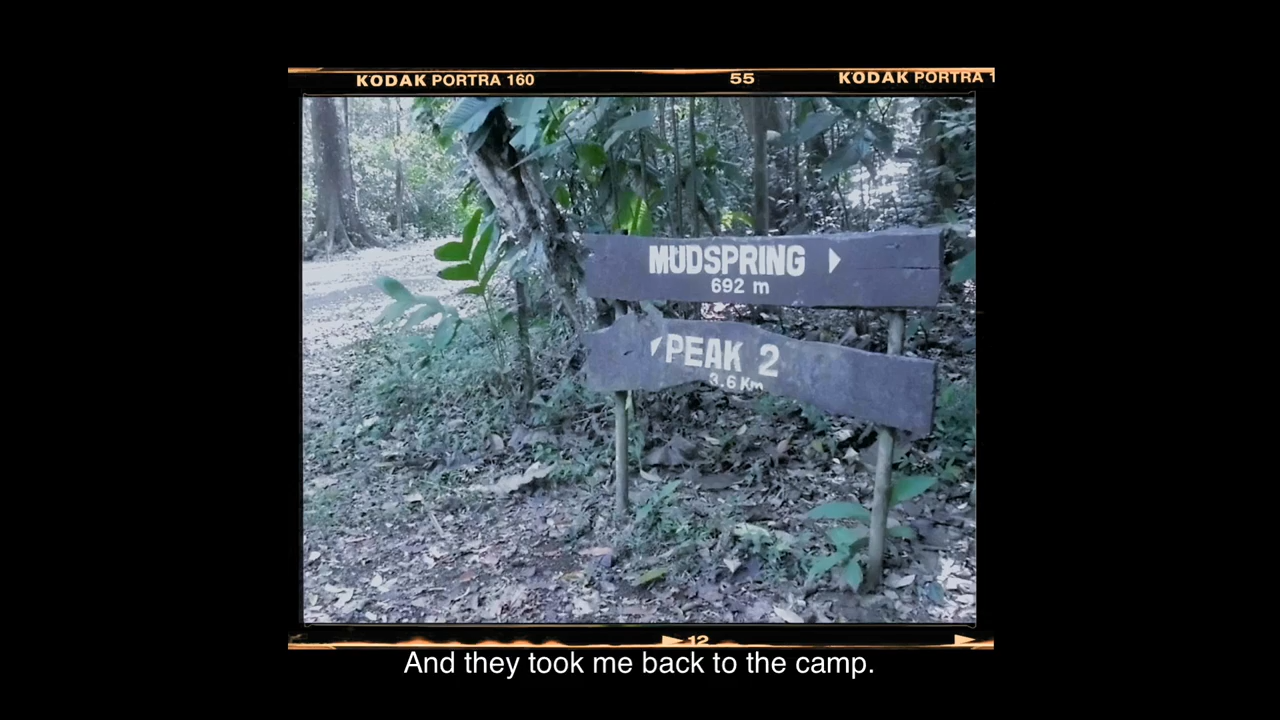 KODAK PORTRA 160 55 KODAK PORTRA 1
MUDSPRING
692 m
PEAK 2
3.6 Km
12
And they took me back to the camp.